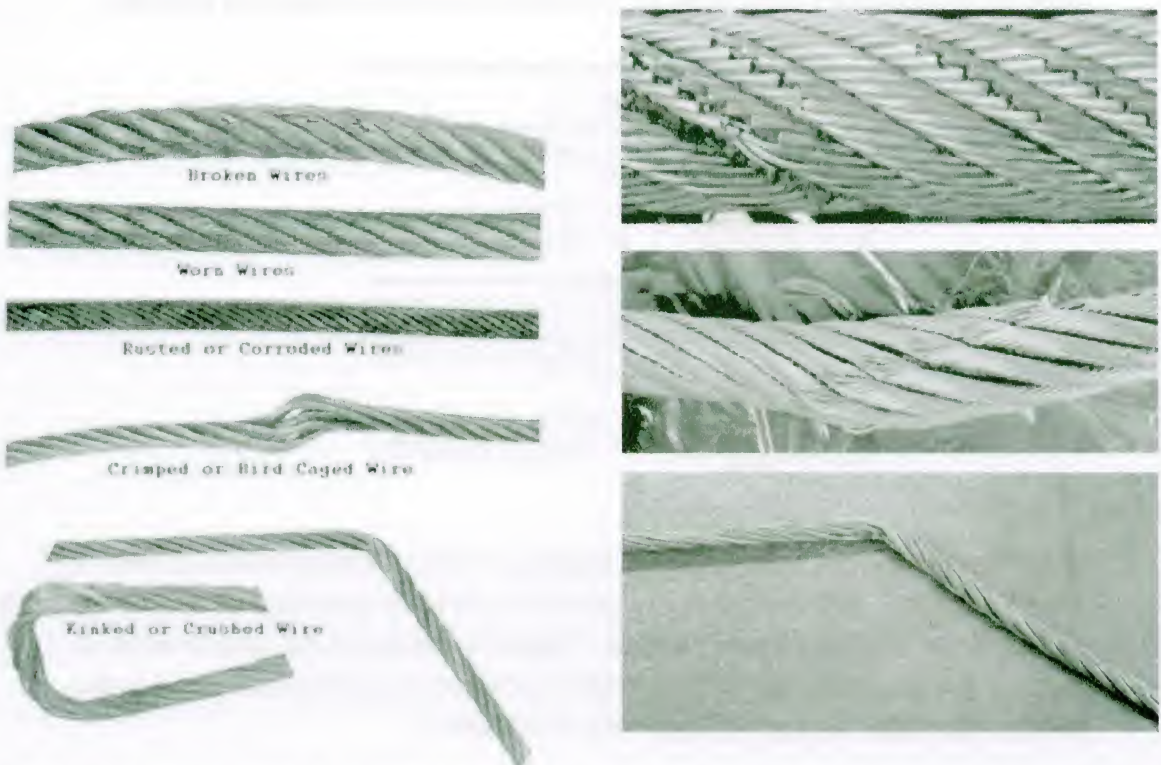 Broken Wires
Worn Wires
Rusted or Corroded Wires
Crimped or Bird Caged Wire
Kinked or Crushed Wire